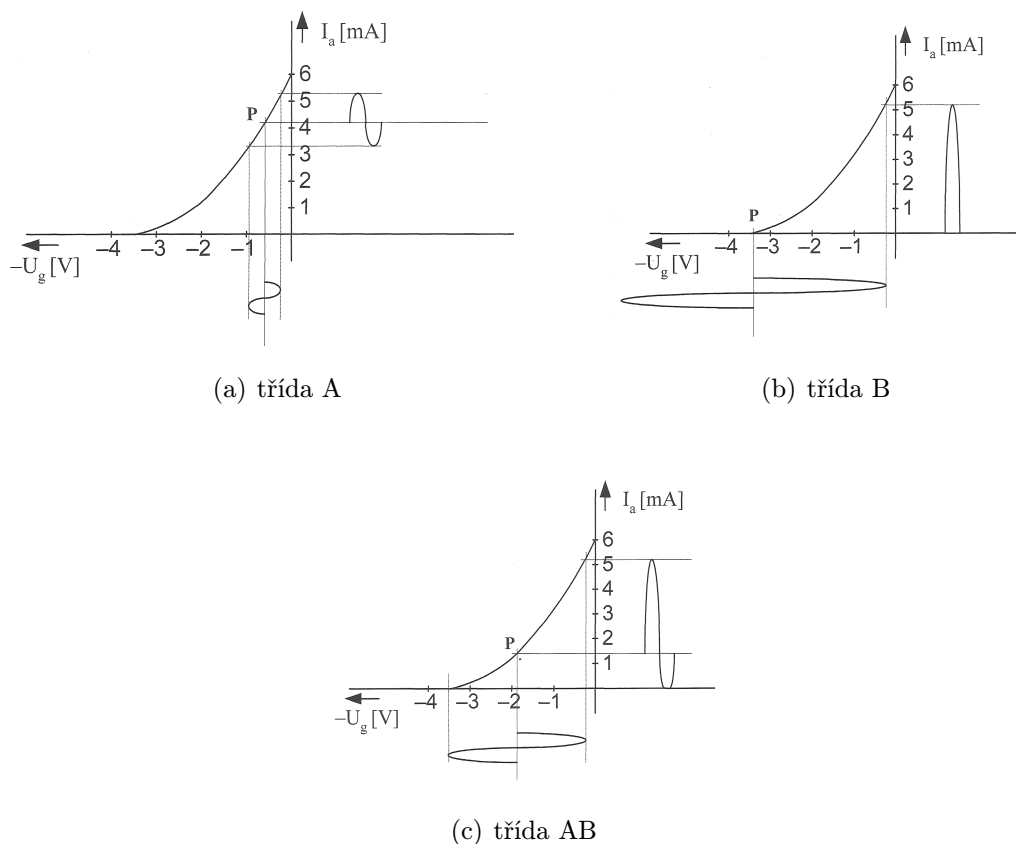 I_a [mA]
6
P
5
4
3
2
1
–4 –3 –2 –1
–U_g [V]
(a) třída A
I_a [mA]
6
5
4
3
2
1
P
–4 –3 –2 –1
–U_g [V]
(b) třída B
I_a [mA]
6
5
4
3
P 2
1
–4 –3 –2 –1
–U_g [V]
(c) třída AB